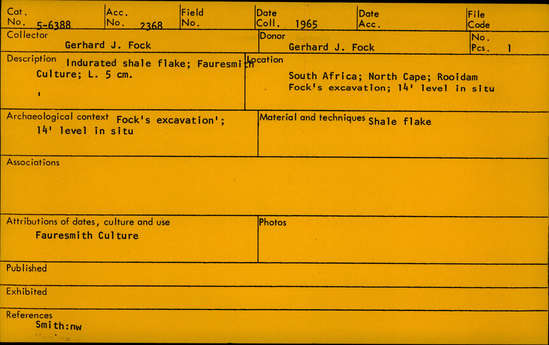 Cat. No. 5-6388 Acc. No. 2368 Field No. Date Coll. 1965 Date Acc. File Code
Collector Gerhard J. Fock Donor Gerhard J. Fock No. Pcs. 1
Description Indurated shale flake; Fauresmith
Culture; L. 5 cm.
Location
South Africa; North Cape; Rooidam
Fock's excavation; 14' level in situ
Archaeological context Fock's excavation';
14' level in situ
Material and techniques Shale flake
Associations
Attributions of dates, culture and use
Fauresmith Culture
Photos
Published
Exhibited
References
Smith:nw